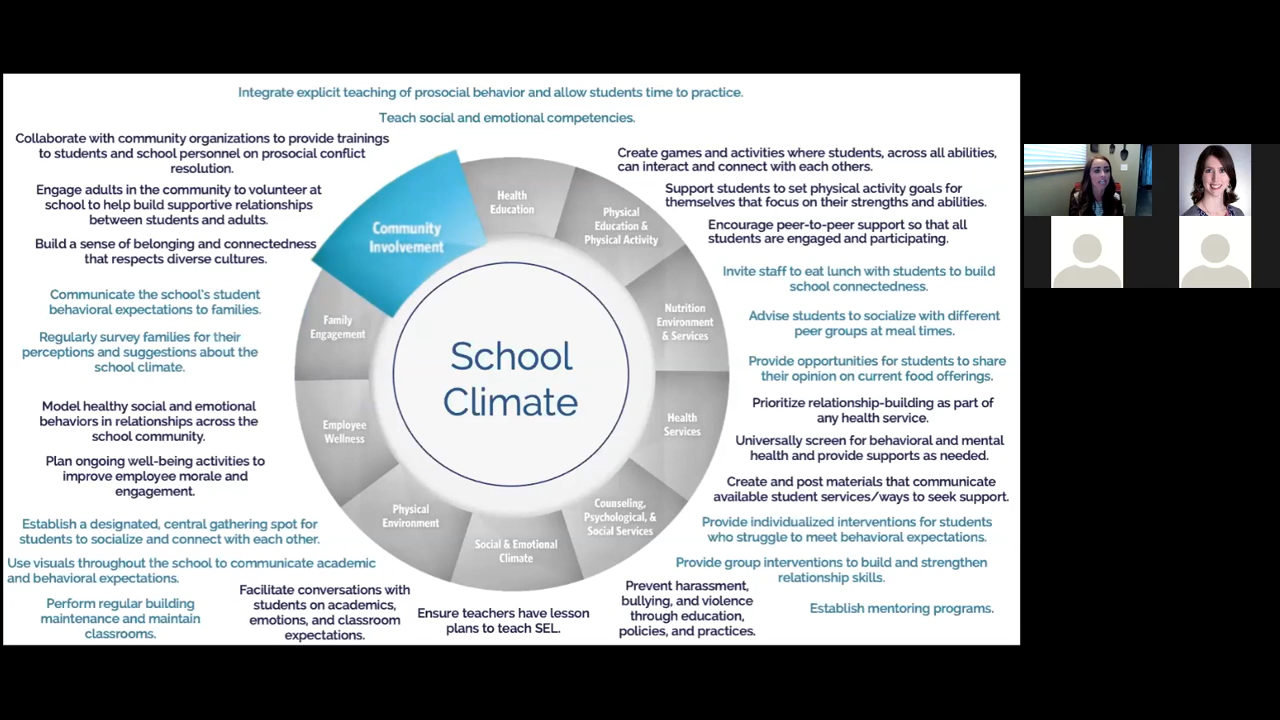 Integrate explicit teaching of prosocial behavior and allow students time to practice.
Teach social and emotional competencies.
Collaborate with community organizations to provide trainings
to students and school personnel on prosocial conflict
resolution.
Engage adults in the community to volunteer at
school to help build supportive relationships
between students and adults.
Build a sense of belonging and connectedness
that respects diverse cultures.
Communicate the school's student
behavioral expectations to families.
Regularly survey families for their
perceptions and suggestions about the
school climate.
Model healthy social and emotional
behaviors in relationships across the
school community.
Plan ongoing well-being activities to
improve employee morale and
engagement.
Establish a designated, central gathering spot for
students to socialize and connect with each other.
Use visuals throughout the school to communicate academic
and behavioral expectations.
Perform regular building
maintenance and maintain
classrooms.
Facilitate conversations with
students on academics,
emotions, and classroom
expectations.
Ensure teachers have lesson
plans to teach SEL.
Community
Involvement
Health
Education
Physical
Education &
Physical Activity
Nutrition
Environment
& Services
Health
Services
Counseling,
Psychological, &
Social Services
Social & Emotional
Climate
Physical
Environment
Employee
Wellness
Family
Engagement
School
Climate
Create games and activities where students, across all abilities,
can interact and connect with each others.
Support students to set physical activity goals for
themselves that focus on their strengths and abilities.
Encourage peer-to-peer support so that all
students are engaged and participating.
Invite staff to eat lunch with students to build
school connectedness.
Advise students to socialize with different
peer groups at meal times.
Provide opportunities for students to share
their opinion on current food offerings.
Prioritize relationship-building as part of
any health service.
Universally screen for behavioral and mental
health and provide supports as needed.
Create and post materials that communicate
available student services/ways to seek support.
Provide individualized interventions for students
who struggle to meet behavioral expectations.
Provide group interventions to build and strengthen
relationship skills.
Establish mentoring programs.
Prevent harassment,
bullying, and violence
through education,
policies, and practices.